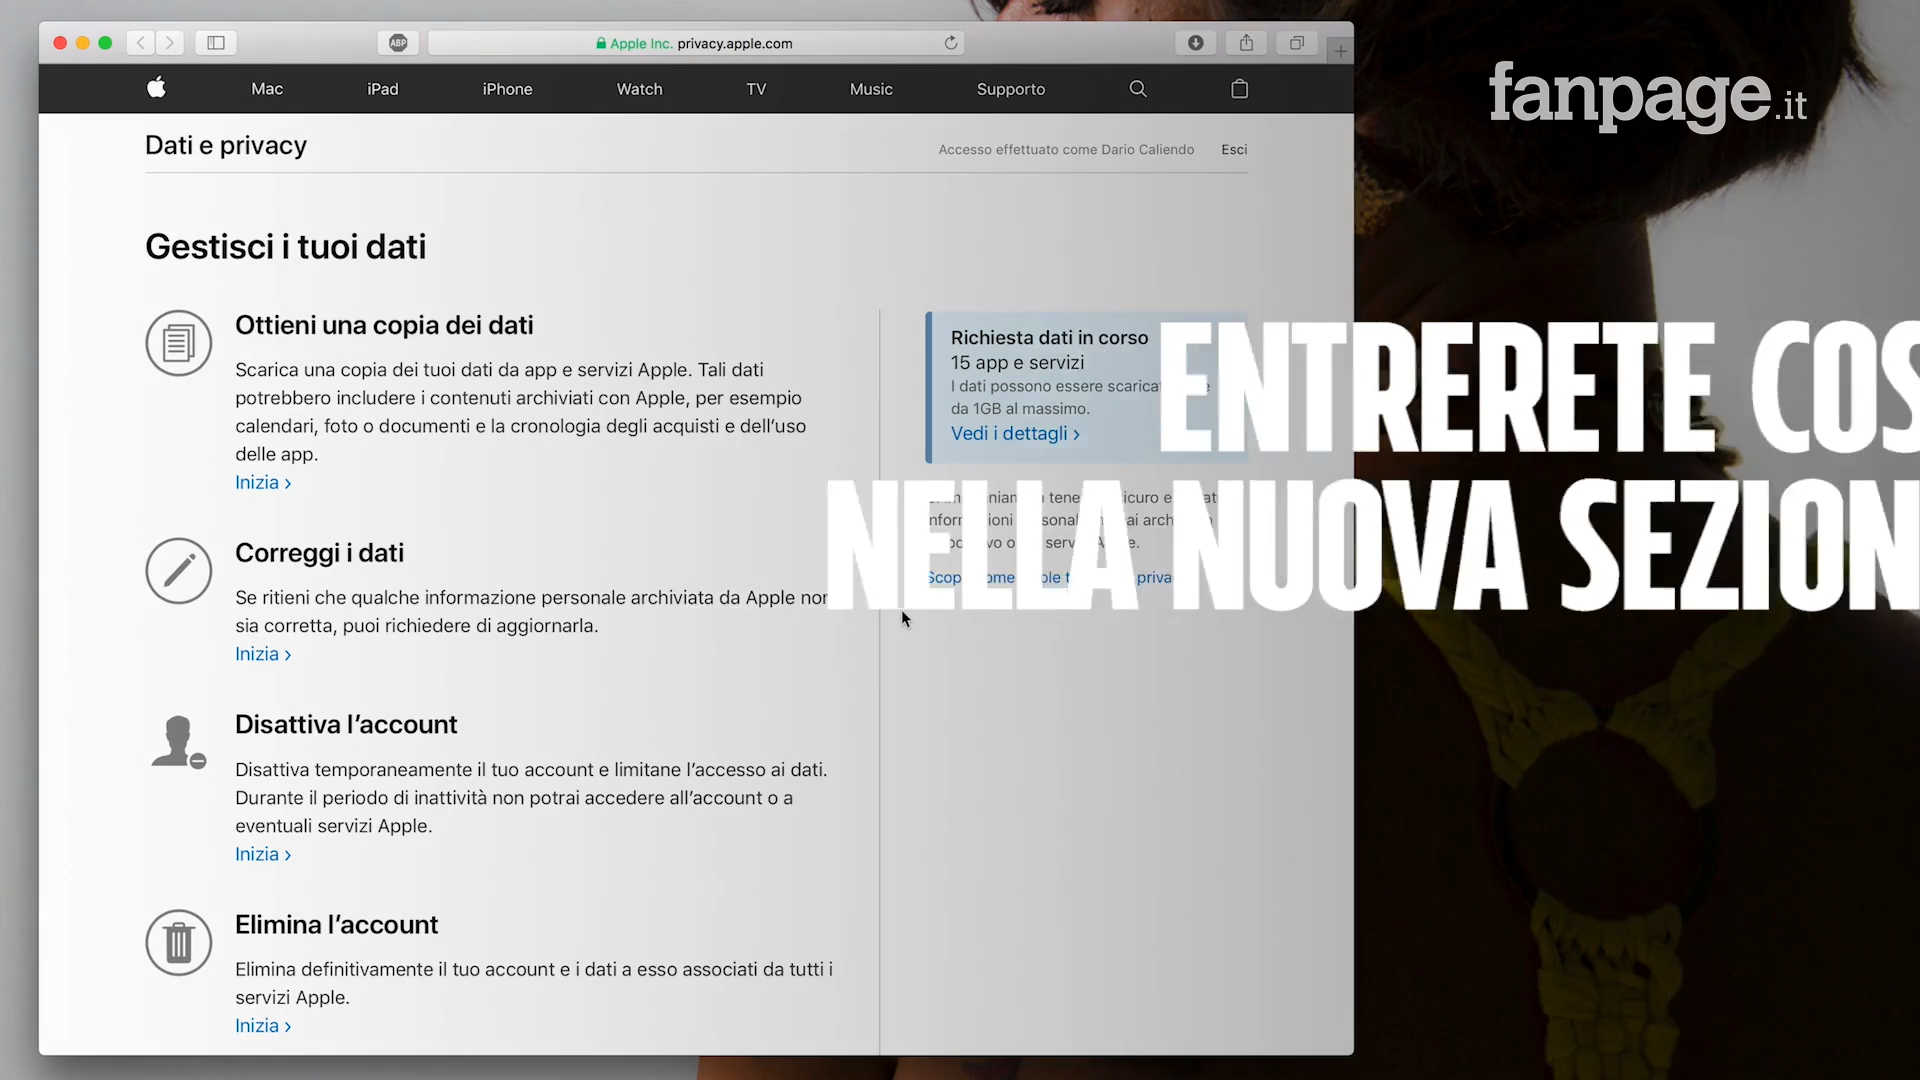 ABP
Apple Inc. privacy.apple.com
Mac iPad iPhone Watch TV Music Supporto
fanpage.it
Dati e privacy
Accesso effettuato come Dario Caliendo Esci
Gestisci i tuoi dati
Ottieni una copia dei dati
Scarica una copia dei tuoi dati da app e servizi Apple. Tali dati
potrebbero includere i contenuti archiviati con Apple, per esempio
calendari, foto o documenti e la cronologia degli acquisti e dell'uso
delle app.
Inizia ›
Correggi i dati
Se ritieni che qualche informazione personale archiviata da Apple non
sia corretta, puoi richiedere di aggiornarla.
Inizia ›
Disattiva l'account
Disattiva temporaneamente il tuo account e limitane l'accesso ai dati.
Durante il periodo di inattività non potrai accedere all'account o a
eventuali servizi Apple.
Inizia ›
Elimina l'account
Elimina definitivamente il tuo account e i dati a esso associati da tutti i
servizi Apple.
Inizia ›
Richiesta dati in corso
15 app e servizi
I dati possono essere
da 1GB al massimo.
Vedi i dettagli ›
ENTRERETE COS
NELLA NUOVA SEZION